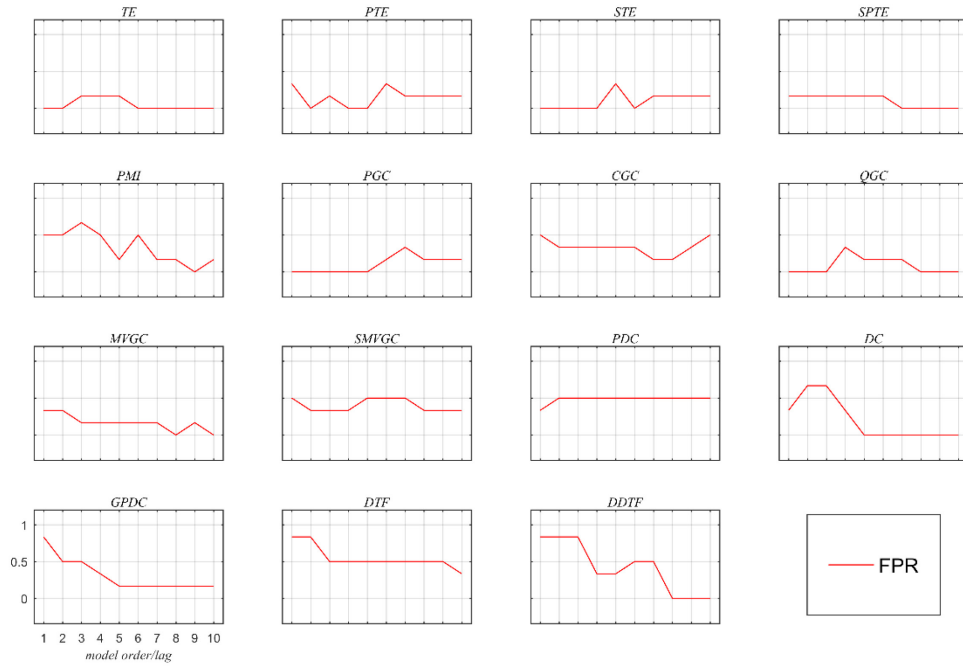 TE PTE STE SPTE
PMI PGC CGC QGC
MVGC SMVGC PDC DC
GPDC DTF DDTF
1
0.5
0
FPR
1 2 3 4 5 6 7 8 9 10
model order/lag